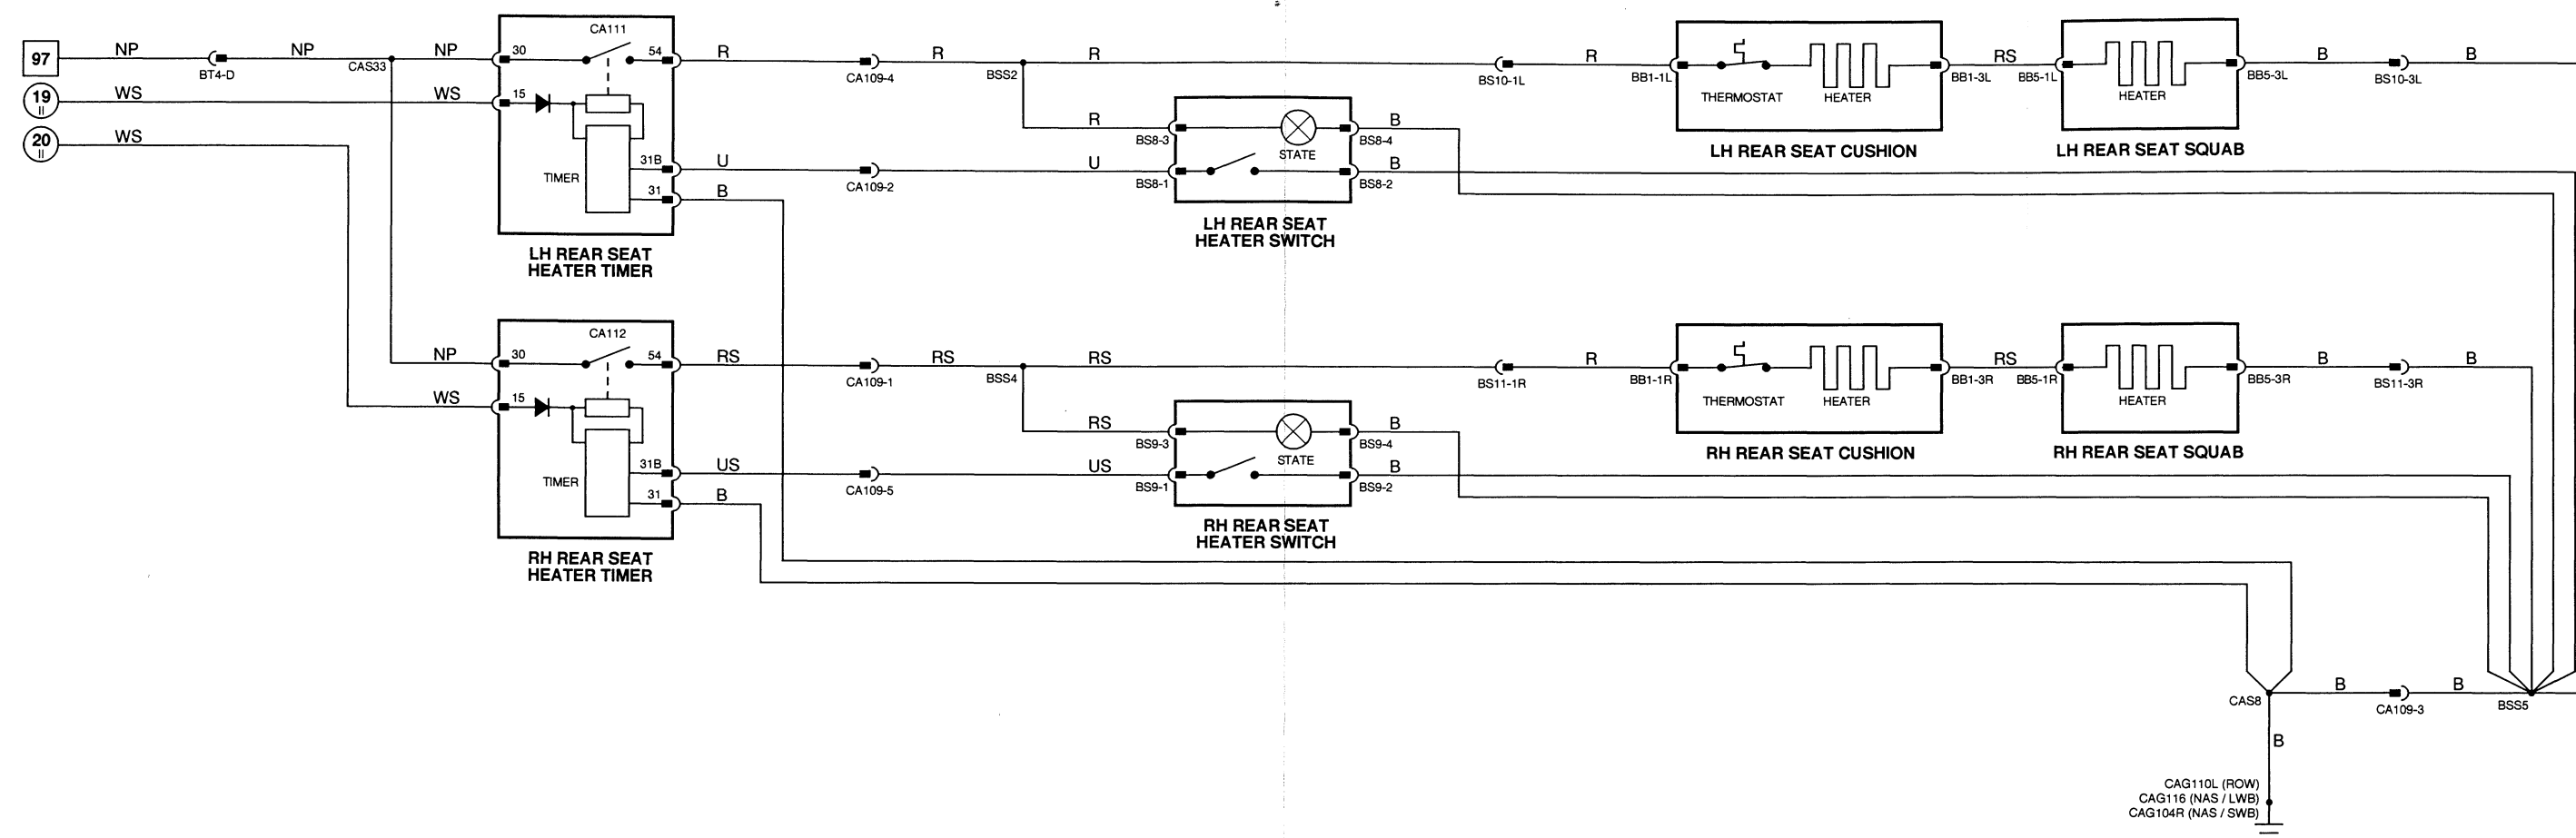 97
NP
BT4-D
NP
CAS33
NP
19
II
WS
WS
20
II
WS
CA111
30
54
15
31B
TIMER
31
LH REAR SEAT
HEATER TIMER
R
CA109-4
R
BSS2
R
BS10-1L
R
R
BS8-3
STATE
BS8-4
B
U
CA109-2
U
BS8-1
BS8-2
B
B
LH REAR SEAT
HEATER SWITCH
BB1-1L
THERMOSTAT
HEATER
BB1-3L
RS
BB5-1L
HEATER
BB5-3L
B
BS10-3L
B
LH REAR SEAT CUSHION
LH REAR SEAT SQUAB
NP
WS
CA112
30
54
15
31B
TIMER
31
RH REAR SEAT
HEATER TIMER
RS
CA109-1
RS
BSS4
RS
BS11-1R
R
RS
BS9-3
STATE
BS9-4
B
US
CA109-5
US
BS9-1
BS9-2
B
B
RH REAR SEAT
HEATER SWITCH
BB1-1R
THERMOSTAT
HEATER
BB1-3R
RS
BB5-1R
HEATER
BB5-3R
B
BS11-3R
B
RH REAR SEAT CUSHION
RH REAR SEAT SQUAB
CAS8
B
CA109-3
B
BSS5
B
CAG110L (ROW)
CAG116 (NAS / LWB)
CAG104R (NAS / SWB)